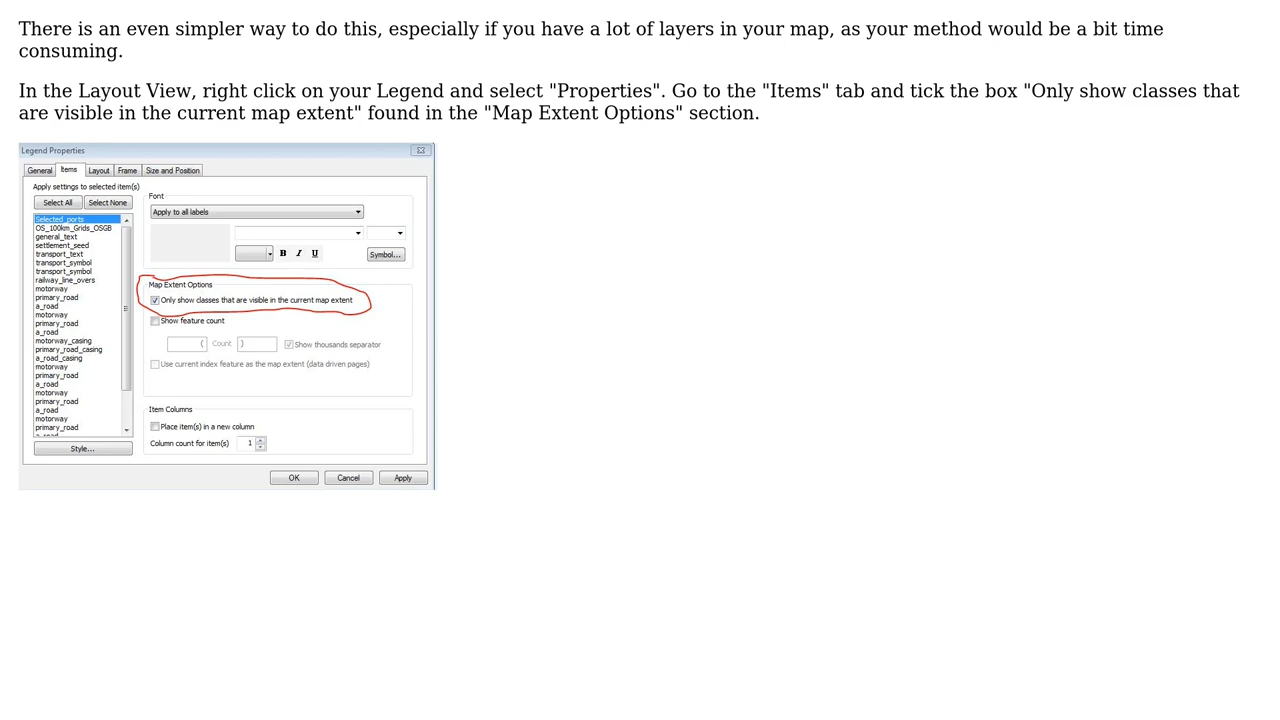 There is an even simpler way to do this, especially if you have a lot of layers in your map, as your method would be a bit time
consuming.
In the Layout View, right click on your Legend and select "Properties". Go to the "Items" tab and tick the box "Only show classes that
are visible in the current map extent" found in the "Map Extent Options" section.
Legend Properties
General Items Layout Frame Size and Position
Apply settings to selected item(s)
Select All Select None
Selected_ports
OS_100km_Grids_OSGB
general_text
settlement_seed
transport_text
transport_symbol
transport_symbol
railway_line_overs
motorway
primary_road
a_road
motorway
primary_road
a_road
motorway_casing
primary_road_casing
a_road_casing
motorway
primary_road
a_road
motorway
primary_road
a_road
motorway
primary_road
a_road
Style...
Font
Apply to all labels
B I U Symbol...
Map Extent Options
Only show classes that are visible in the current map extent
Show feature count
( Count ) Show thousands separator
Use current index feature as the map extent (data driven pages)
Item Columns
Place item(s) in a new column
Column count for item(s) 1
OK Cancel Apply